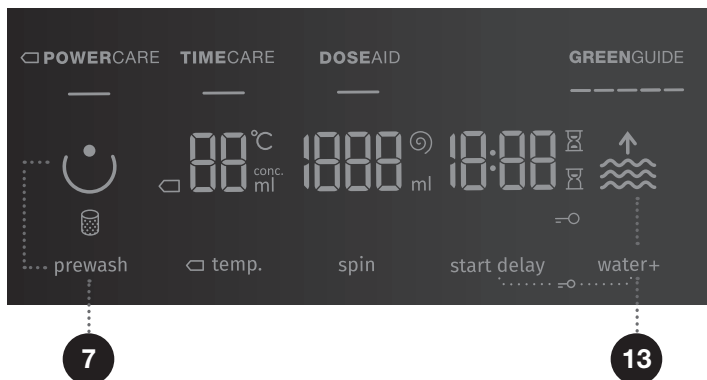 POWERCARE TIMECARE DOSEAID GREENGUIDE
88 °C 1888 18:88
conc.
ml ml
prewash temp. spin start delay water+
7 13